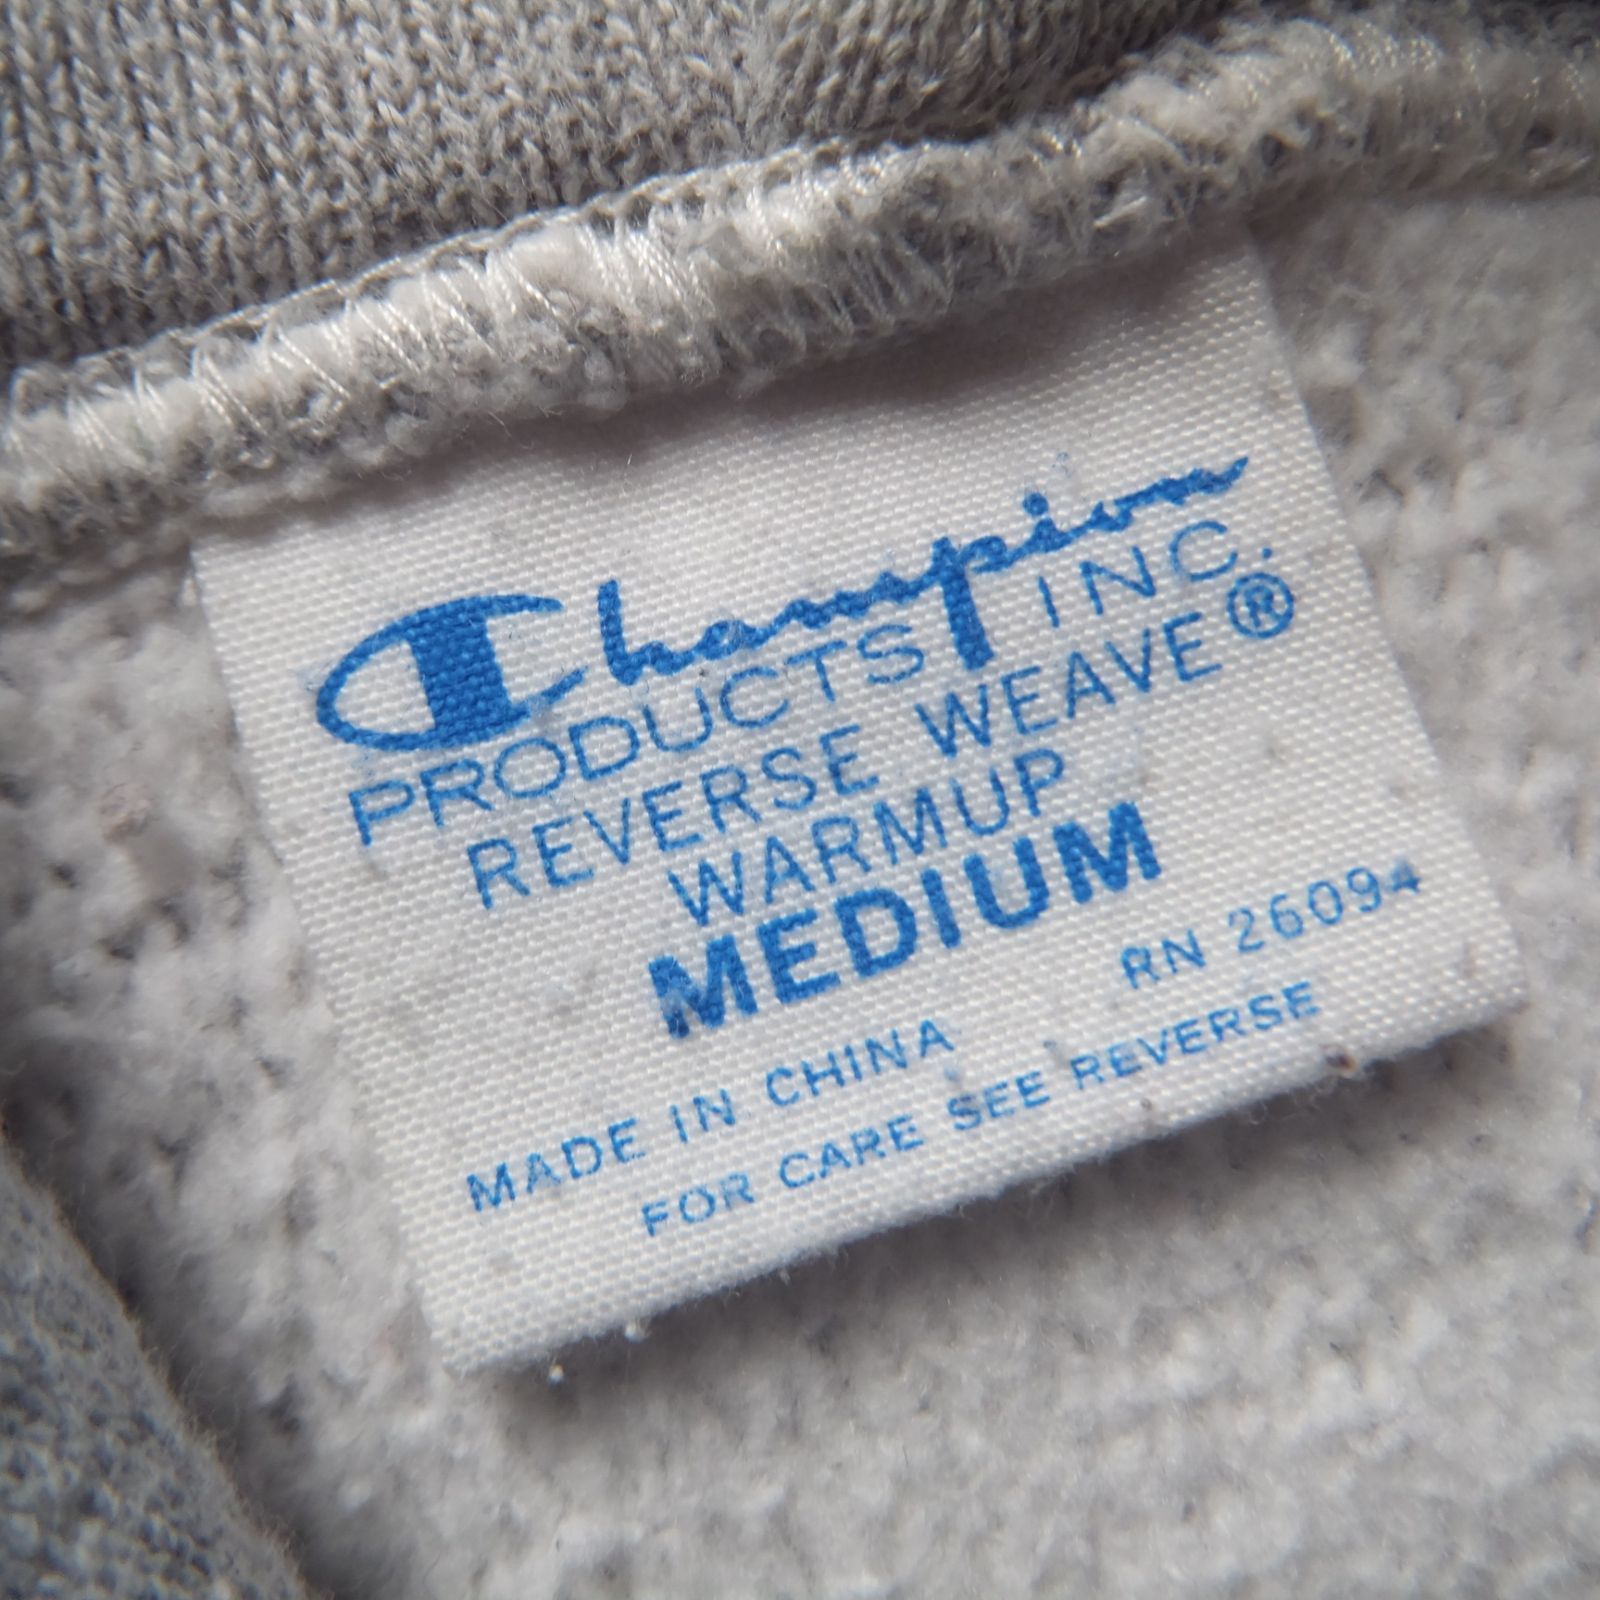 Champion
PRODUCTS INC.
REVERSE WEAVE®
WARMUP
MEDIUM
MADE IN CHINA RN 26094
FOR CARE SEE REVERSE